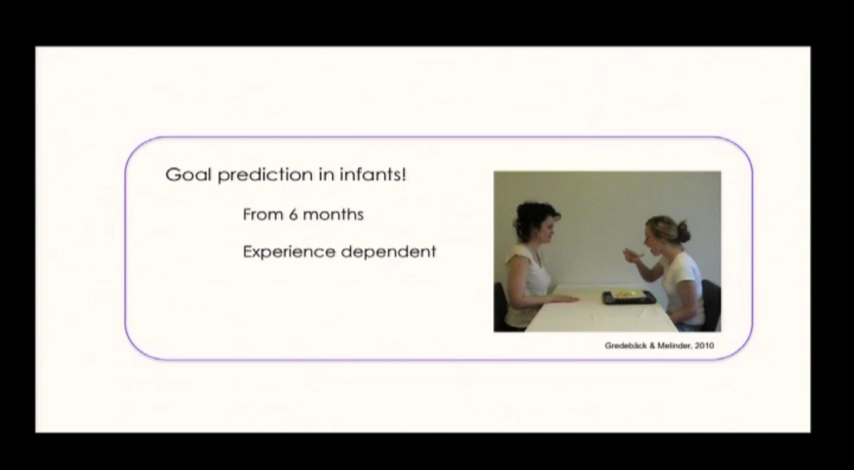 Goal prediction in infants!
From 6 months
Experience dependent
Gredebäck & Melinder, 2010